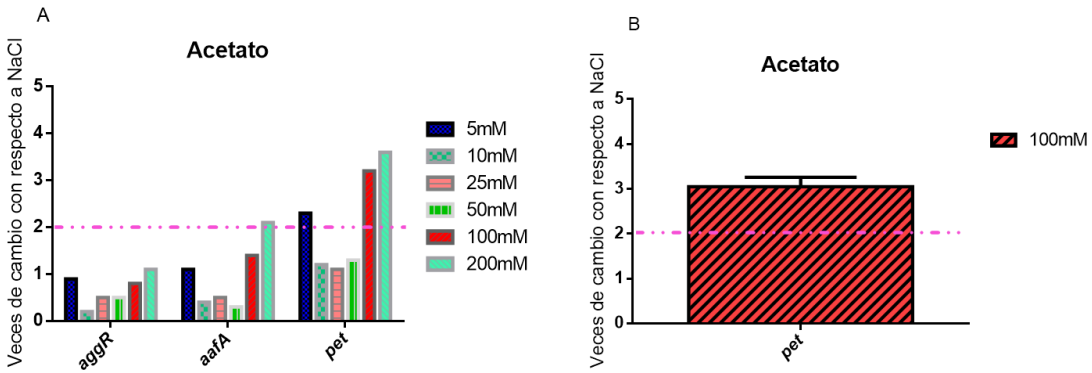 A
Acetato
Veces de cambio con respecto a NaCl
5
4
3
2
1
0
aggR
aafA
pet
5mM
10mM
25mM
50mM
100mM
200mM
B
Acetato
Veces de cambio con respecto a NaCl
5
4
3
2
1
0
pet
100mM